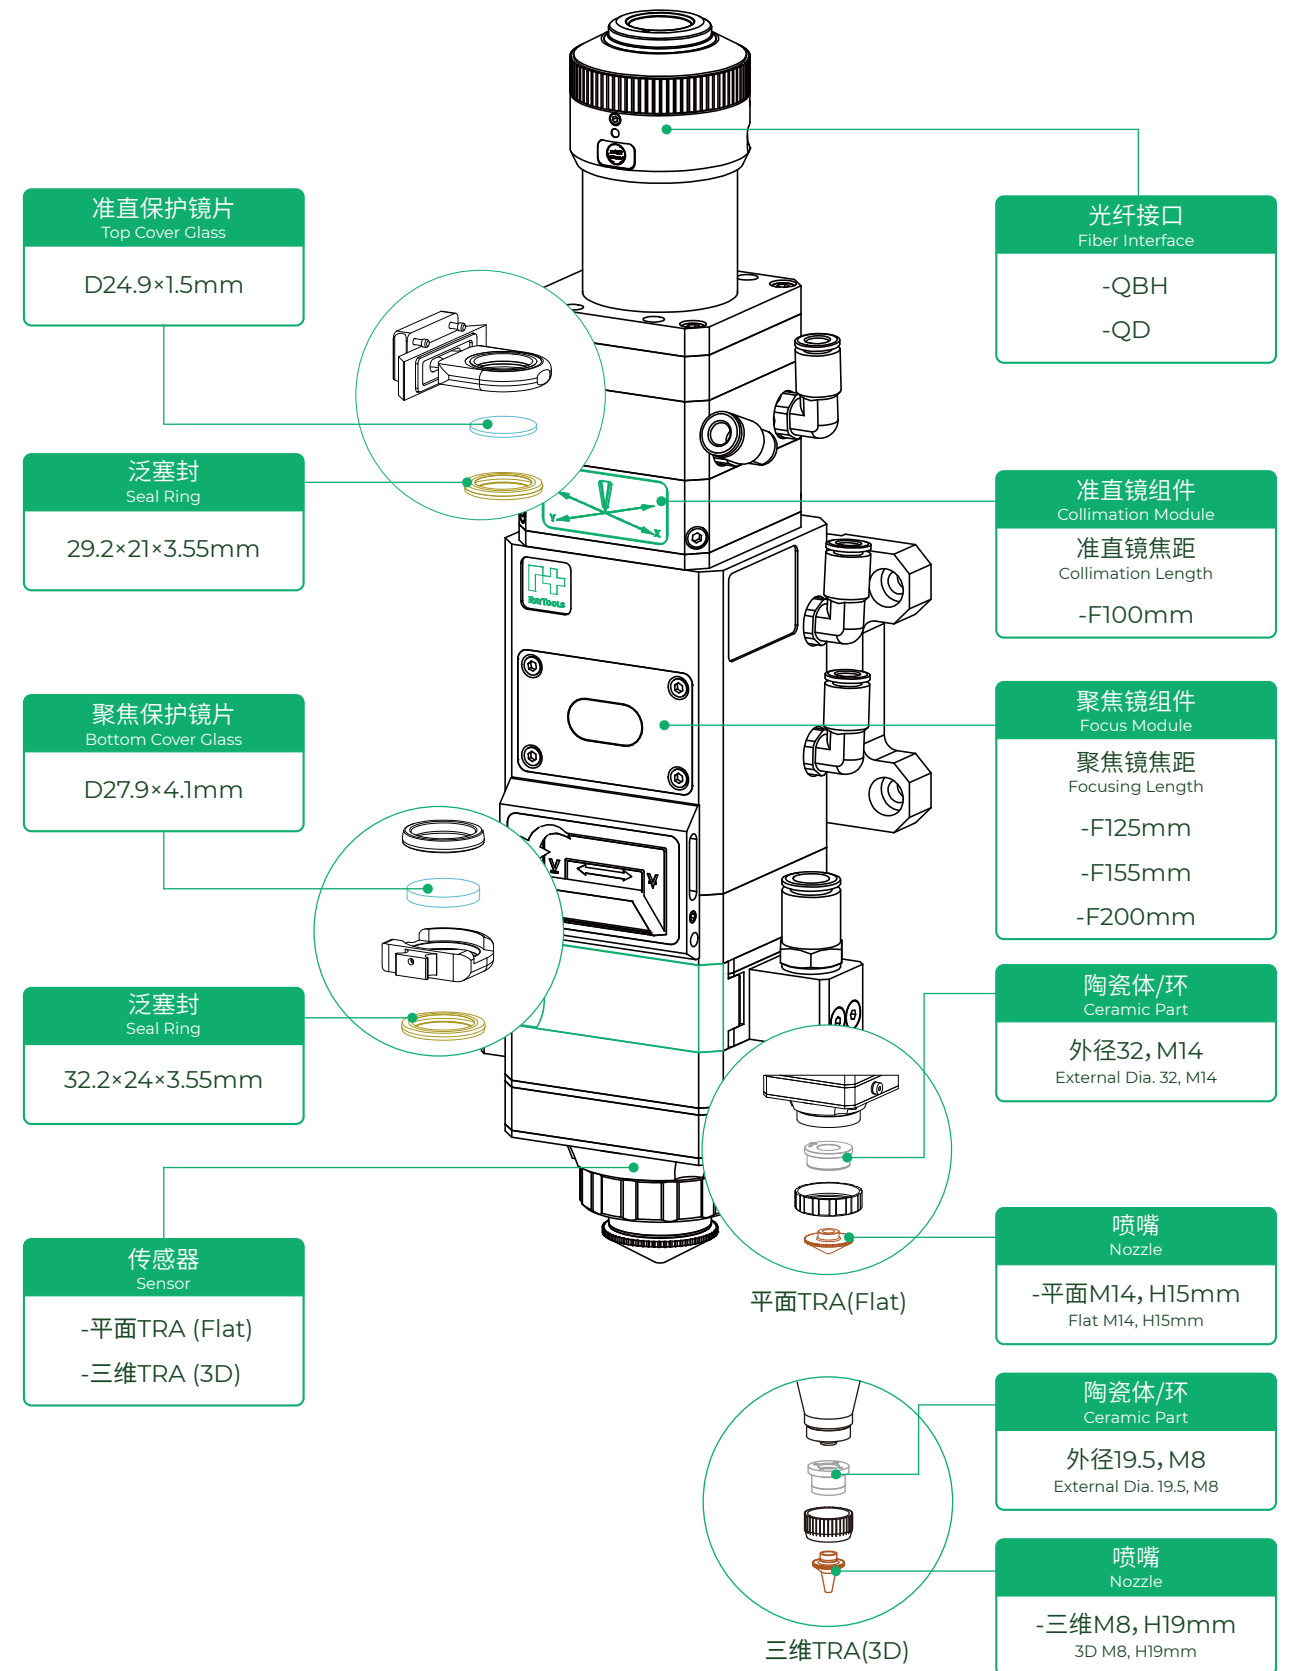 准直保护镜片
Top Cover Glass
D24.9×1.5mm
泛塞封
Seal Ring
29.2×21×3.55mm
聚焦保护镜片
Bottom Cover Glass
D27.9×4.1mm
泛塞封
Seal Ring
32.2×24×3.55mm
传感器
Sensor
-平面TRA (Flat)
-三维TRA (3D)
Y
X
RAYTOOLS
光纤接口
Fiber Interface
-QBH
-QD
准直镜组件
Collimation Module
准直镜焦距
Collimation Length
-F100mm
聚焦镜组件
Focus Module
聚焦镜焦距
Focusing Length
-F125mm
-F155mm
-F200mm
陶瓷体/环
Ceramic Part
外径32, M14
External Dia. 32, M14
喷嘴
Nozzle
-平面M14, H15mm
Flat M14, H15mm
平面TRA(Flat)
陶瓷体/环
Ceramic Part
外径19.5, M8
External Dia. 19.5, M8
喷嘴
Nozzle
-三维M8, H19mm
3D M8, H19mm
三维TRA(3D)